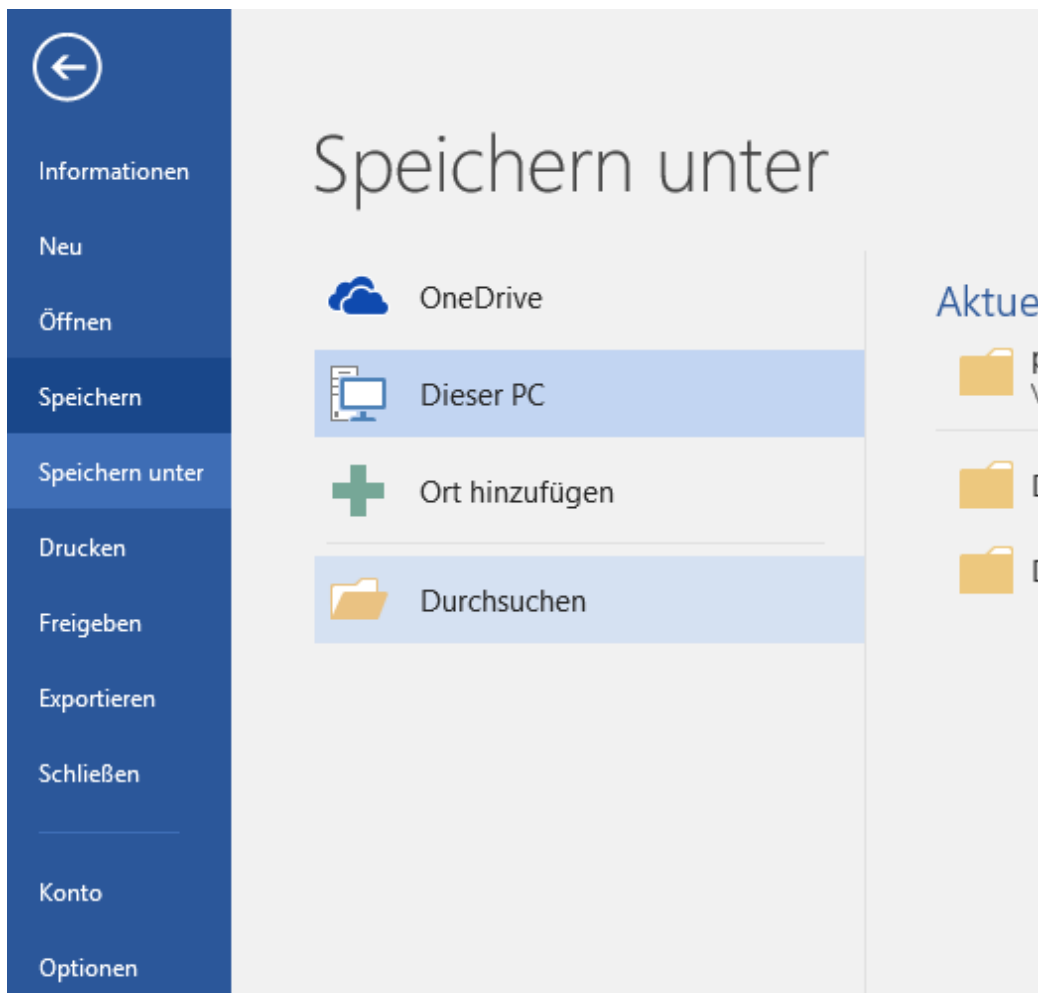 Informationen
Neu
Öffnen
Speichern
Speichern unter
Drucken
Freigeben
Exportieren
Schließen
Konto
Optionen
Speichern unter
OneDrive
Dieser PC
Ort hinzufügen
Durchsuchen